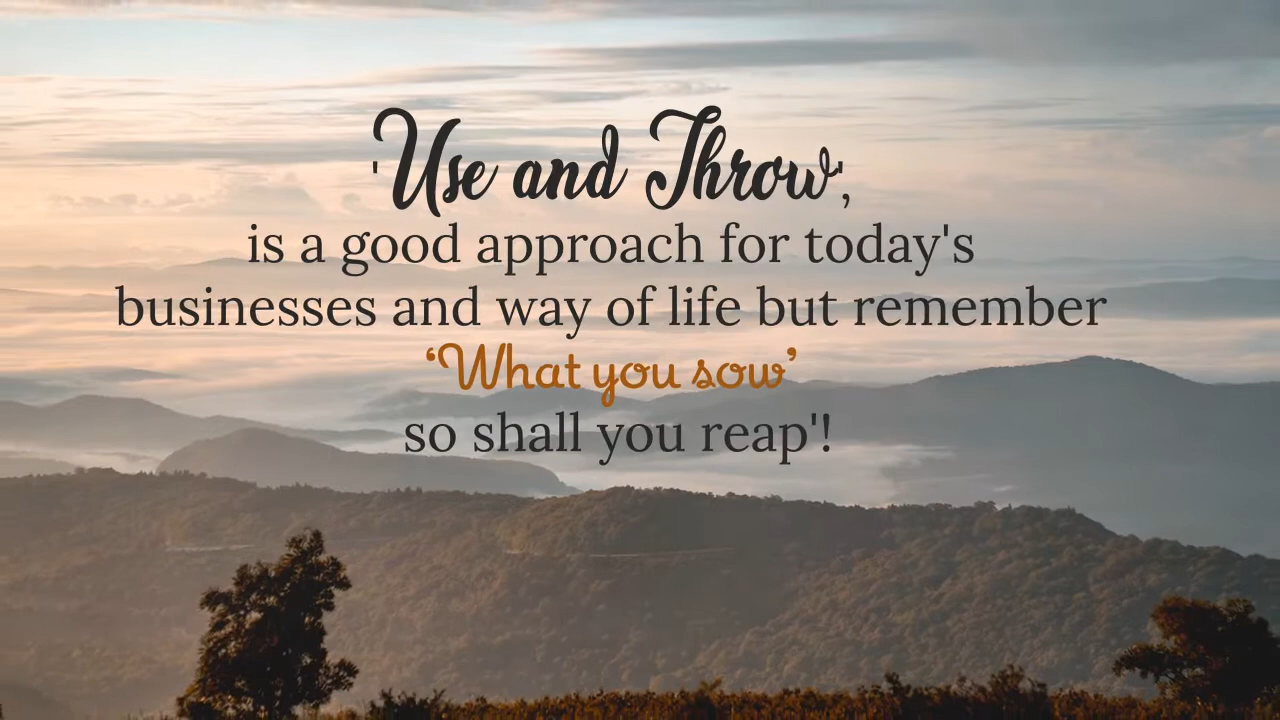 'Use and Throw',
is a good approach for today's
businesses and way of life but remember
‘What you sow’
so shall you reap'!